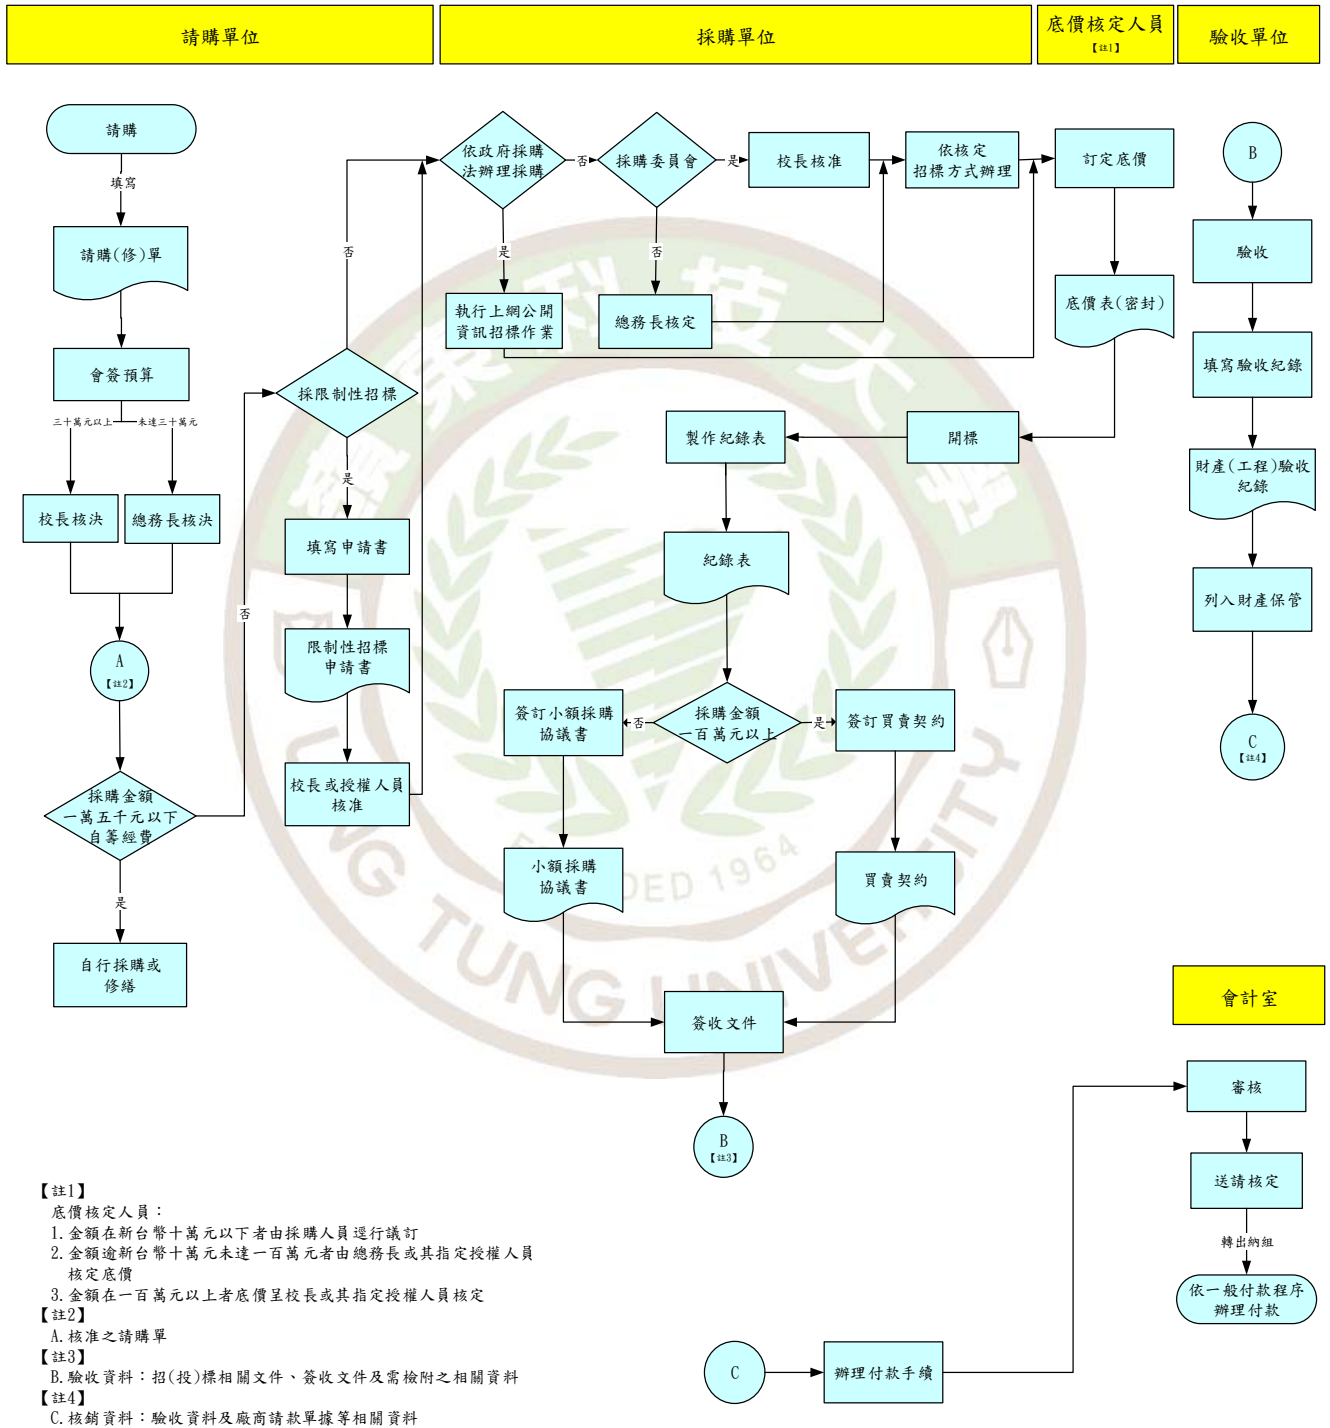 請購單位
採購單位
底價核定人員
【註1】
驗收單位
請購
填寫
請購(修)單
會簽預算
三十萬元以上
未達三十萬元
校長核決
總務長核決
A
【註2】
採購金額
一萬五千元以下
自籌經費
是
自行採購或
修繕
否
採限制性招標
否
是
填寫申請書
限制性招標
申請書
校長或授權人員
核准
依政府採購
法辦理採購
否
是
執行上網公開
資訊招標作業
採購委員會
是
否
總務長核定
校長核准
依核定
招標方式辦理
訂定底價
底價表(密封)
開標
製作紀錄表
紀錄表
採購金額
一百萬元以上
否
是
簽訂小額採購
協議書
簽訂買賣契約
小額採購
協議書
買賣契約
簽收文件
B
【註3】
B
驗收
填寫驗收紀錄
財產(工程)驗收
紀錄
列入財產保管
C
【註4】
會計室
審核
送請核定
轉出納組
依一般付款程序
辦理付款
C
辦理付款手續
【註1】
底價核定人員：
1.金額在新台幣十萬元以下者由採購人員逕行議訂
2.金額逾新台幣十萬元未達一百萬元者由總務長或其指定授權人員
核定底價
3.金額在一百萬元以上者底價呈校長或其指定授權人員核定
【註2】
A.核准之請購單
【註3】
B.驗收資料：招(投)標相關文件、簽收文件及需檢附之相關資料
【註4】
C.核銷資料：驗收資料及廠商請款單據等相關資料
科技大學
UNG TUNG UNIVERSITY
1964